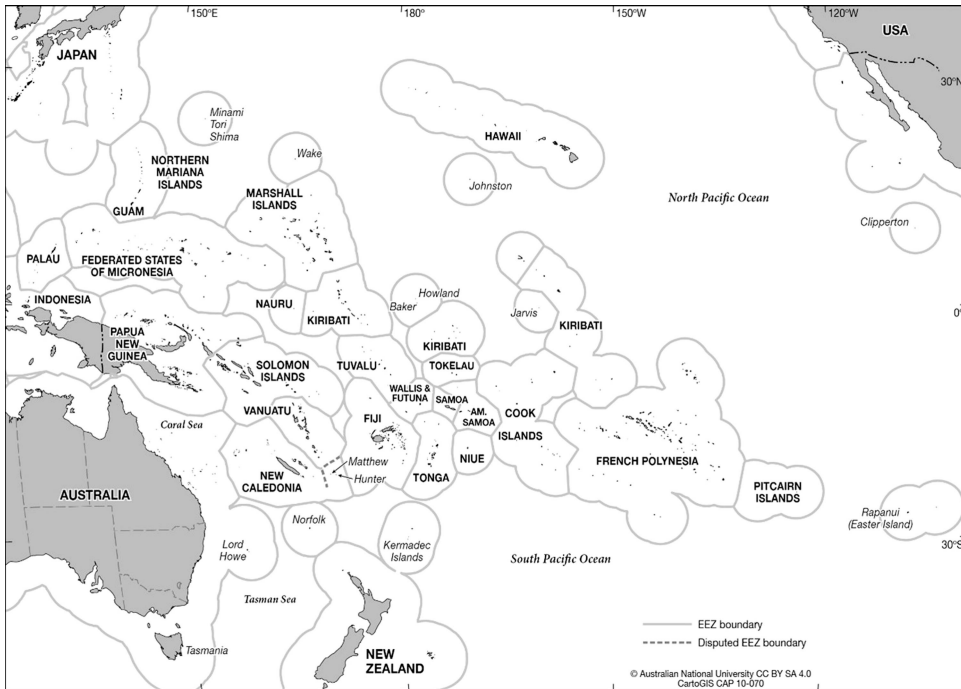 150°E
180°
150°W
120°W
USA
JAPAN
30°N
Minami
Tori
Shima
HAWAII
Wake
NORTHERN
MARIANA
ISLANDS
Johnston
MARSHALL
ISLANDS
North Pacific Ocean
GUAM
Clipperton
PALAU
FEDERATED STATES
OF MICRONESIA
INDONESIA
NAURU
Howland
Baker
Jarvis
0°
KIRIBATI
KIRIBATI
PAPUA
NEW
GUINEA
KIRIBATI
SOLOMON
ISLANDS
TUVALU
TOKELAU
WALLIS &
FUTUNA
SAMOA
VANUATU
AM.
SAMOA
COOK
ISLANDS
FIJI
Coral Sea
NIUE
FRENCH POLYNESIA
Matthew
Hunter
NEW
CALEDONIA
TONGA
PITCAIRN
ISLANDS
AUSTRALIA
Rapanui
(Easter Island)
Norfolk
Lord
Howe
Kermadec
Islands
30°S
South Pacific Ocean
Tasman Sea
EEZ boundary
Disputed EEZ boundary
Tasmania
NEW
ZEALAND
© Australian National University CC BY SA 4.0
CartoGIS CAP 10-070